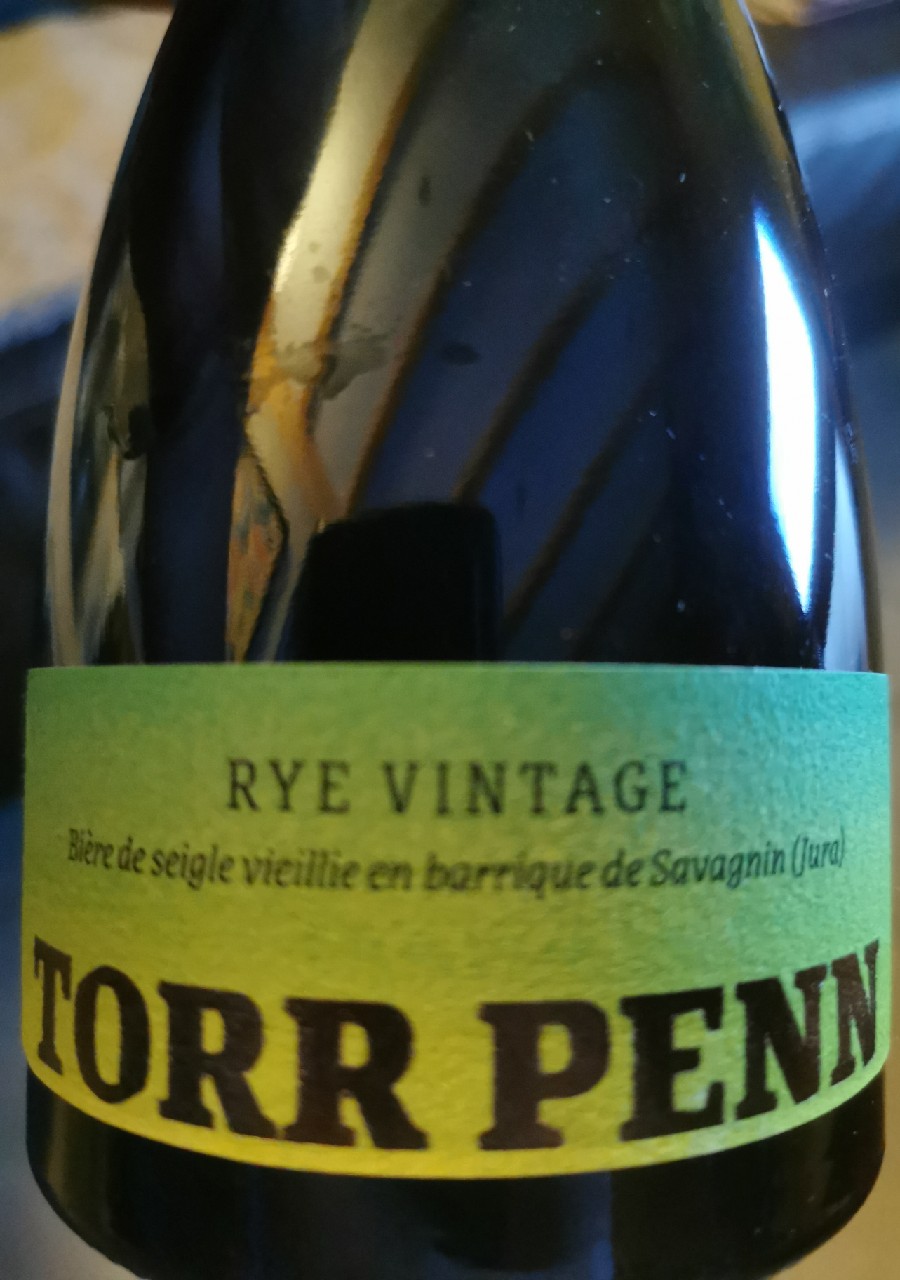 RYE VINTAGE
Bière de seigle vieillie en barrique de Savagnin (Jura)
TORR PENN